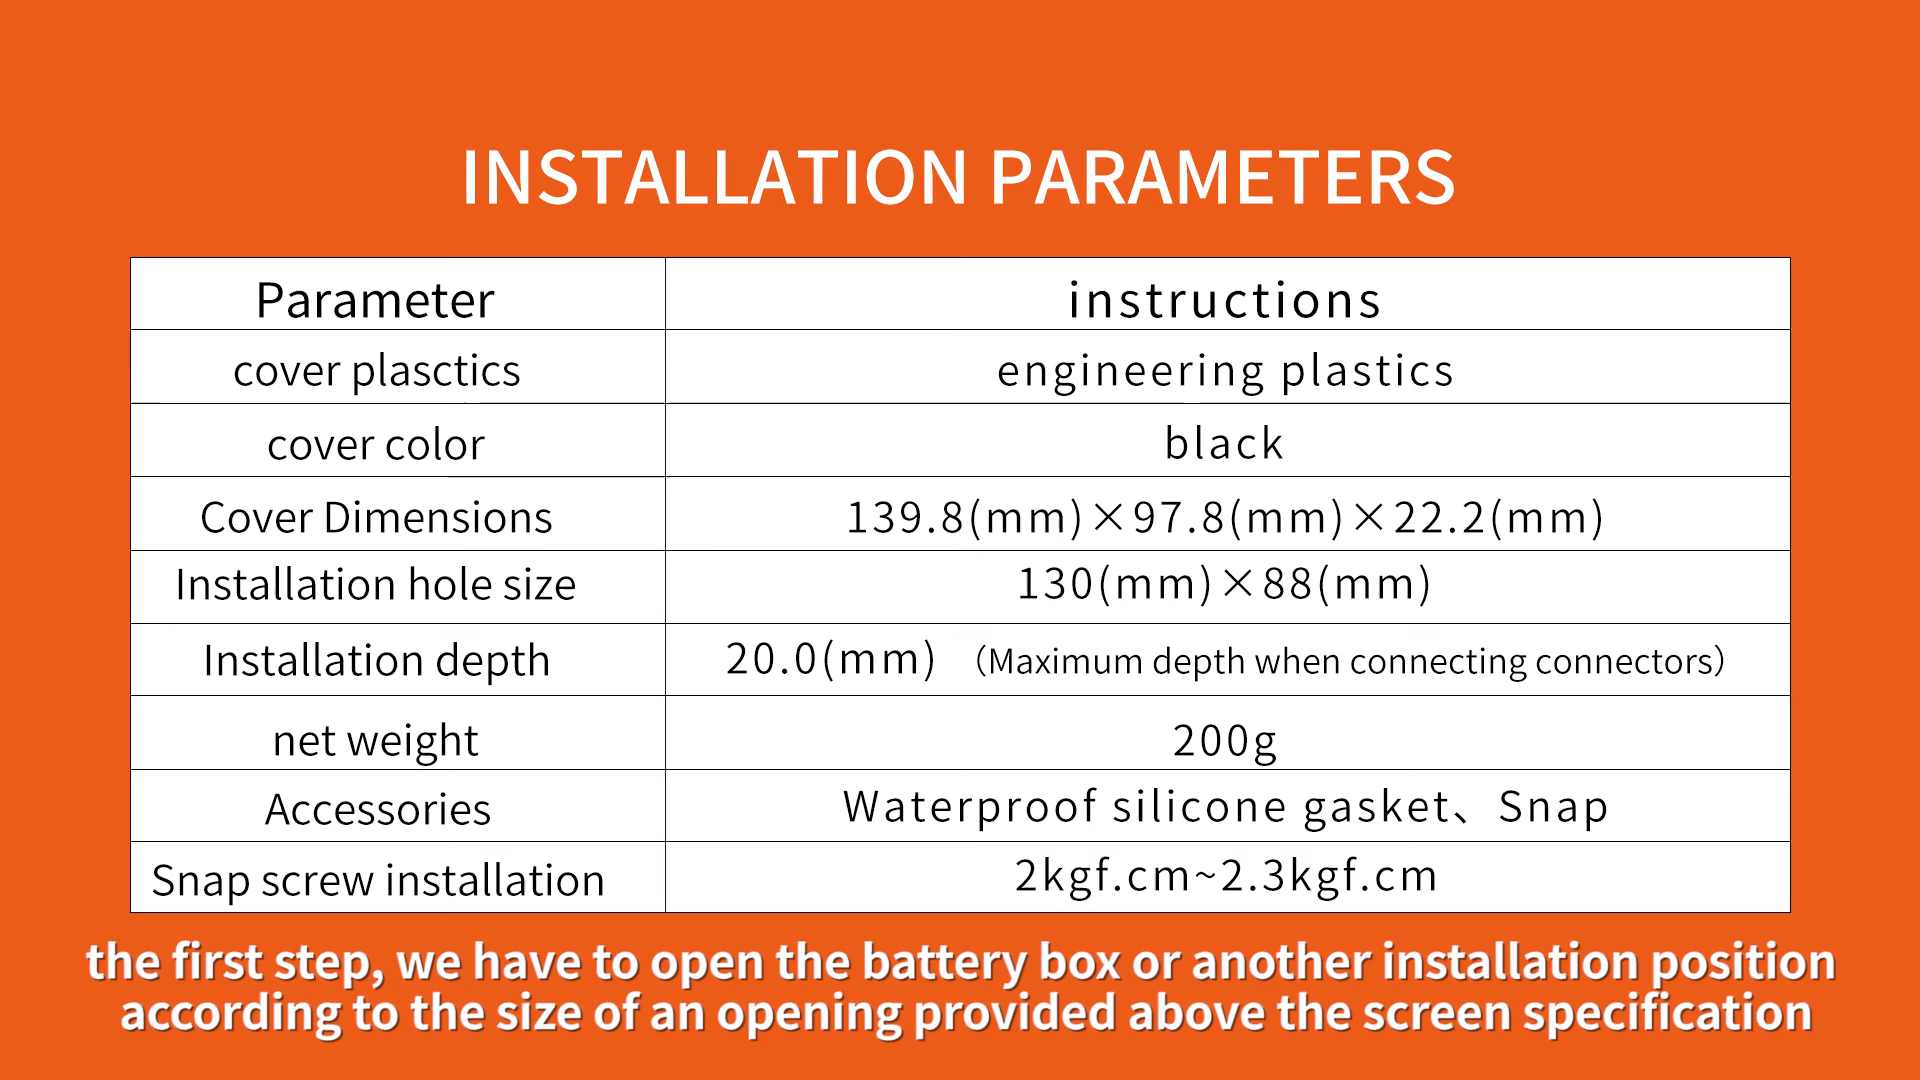 INSTALLATION PARAMETERS
Parameter instructions
cover plasctics engineering plastics
cover color black
Cover Dimensions 139.8(mm)×97.8(mm)×22.2(mm)
Installation hole size 130(mm)×88(mm)
Installation depth 20.0(mm) （Maximum depth when connecting connectors）
net weight 200g
Accessories Waterproof silicone gasket、Snap
Snap screw installation 2kgf.cm~2.3kgf.cm
the first step, we have to open the battery box or another installation position
according to the size of an opening provided above the screen specification